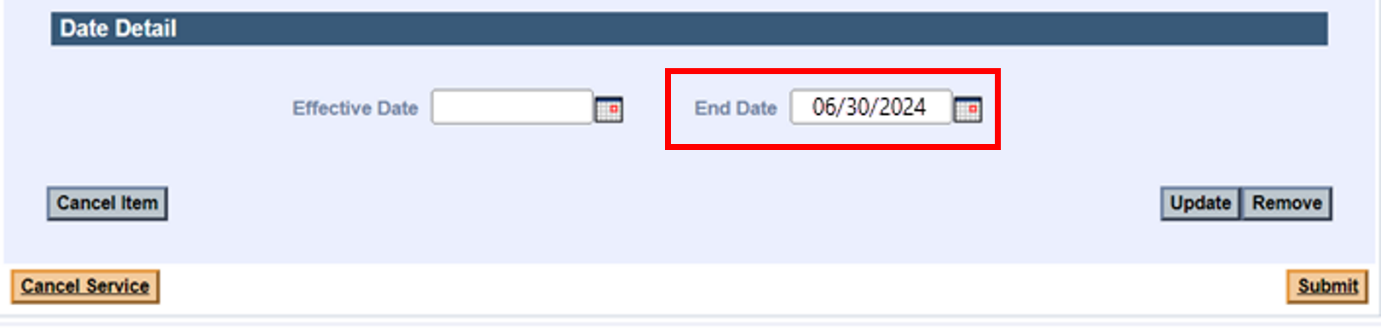 Date Detail
Effective Date End Date 06/30/2024
Cancel Item Update Remove
Cancel Service Submit